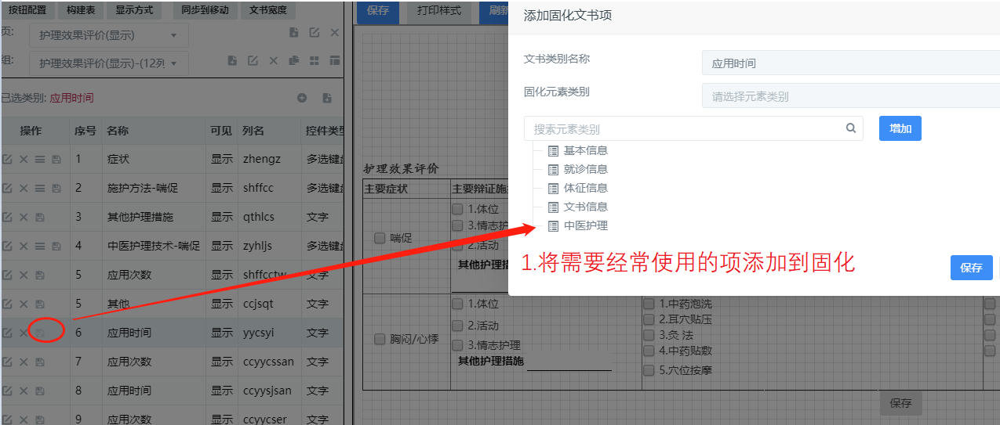 按钮配置 构建表 显示方式 同步到移动 文书宽度
页: 护理效果评价(显示)
组: 护理效果评价(显示)-(12列
已选类别: 应用时间
操作 序号 名称 可见 列名 控件类型
1 症状 显示 zhengz 多选键盘
2 施护方法-喘促 显示 shffcc 多选键盘
3 其他护理措施 显示 qthlcs 文字
4 中医护理技术-喘促 显示 zyhljs 多选键盘
5 应用次数 显示 shffcctw 文字
5 其他 显示 ccjsqt 文字
6 应用时间 显示 yycsyi 文字
7 应用次数 显示 ccyycssan 文字
8 应用时间 显示 ccyysjsan 文字
9 应用次数 显示 ccyycser 文字
保存 打印样式 刷新
护理效果评价
主要症状 主要辩证施
喘促
1.体位
3.情志护
2.活动
其他护理措
胸闷/心悸
1.体位
2.活动
3.情志护理
其他护理措施
1.中药泡洗
2.耳穴贴压
3.灸 法
4.中药贴敷
5.穴位按摩
保存
添加固化文书项
文书类别名称 应用时间
固化元素类别 请选择元素类别
搜索元素类别 增加
基本信息
就诊信息
体征信息
文书信息
中医护理
1.将需要经常使用的项添加到固化
保存